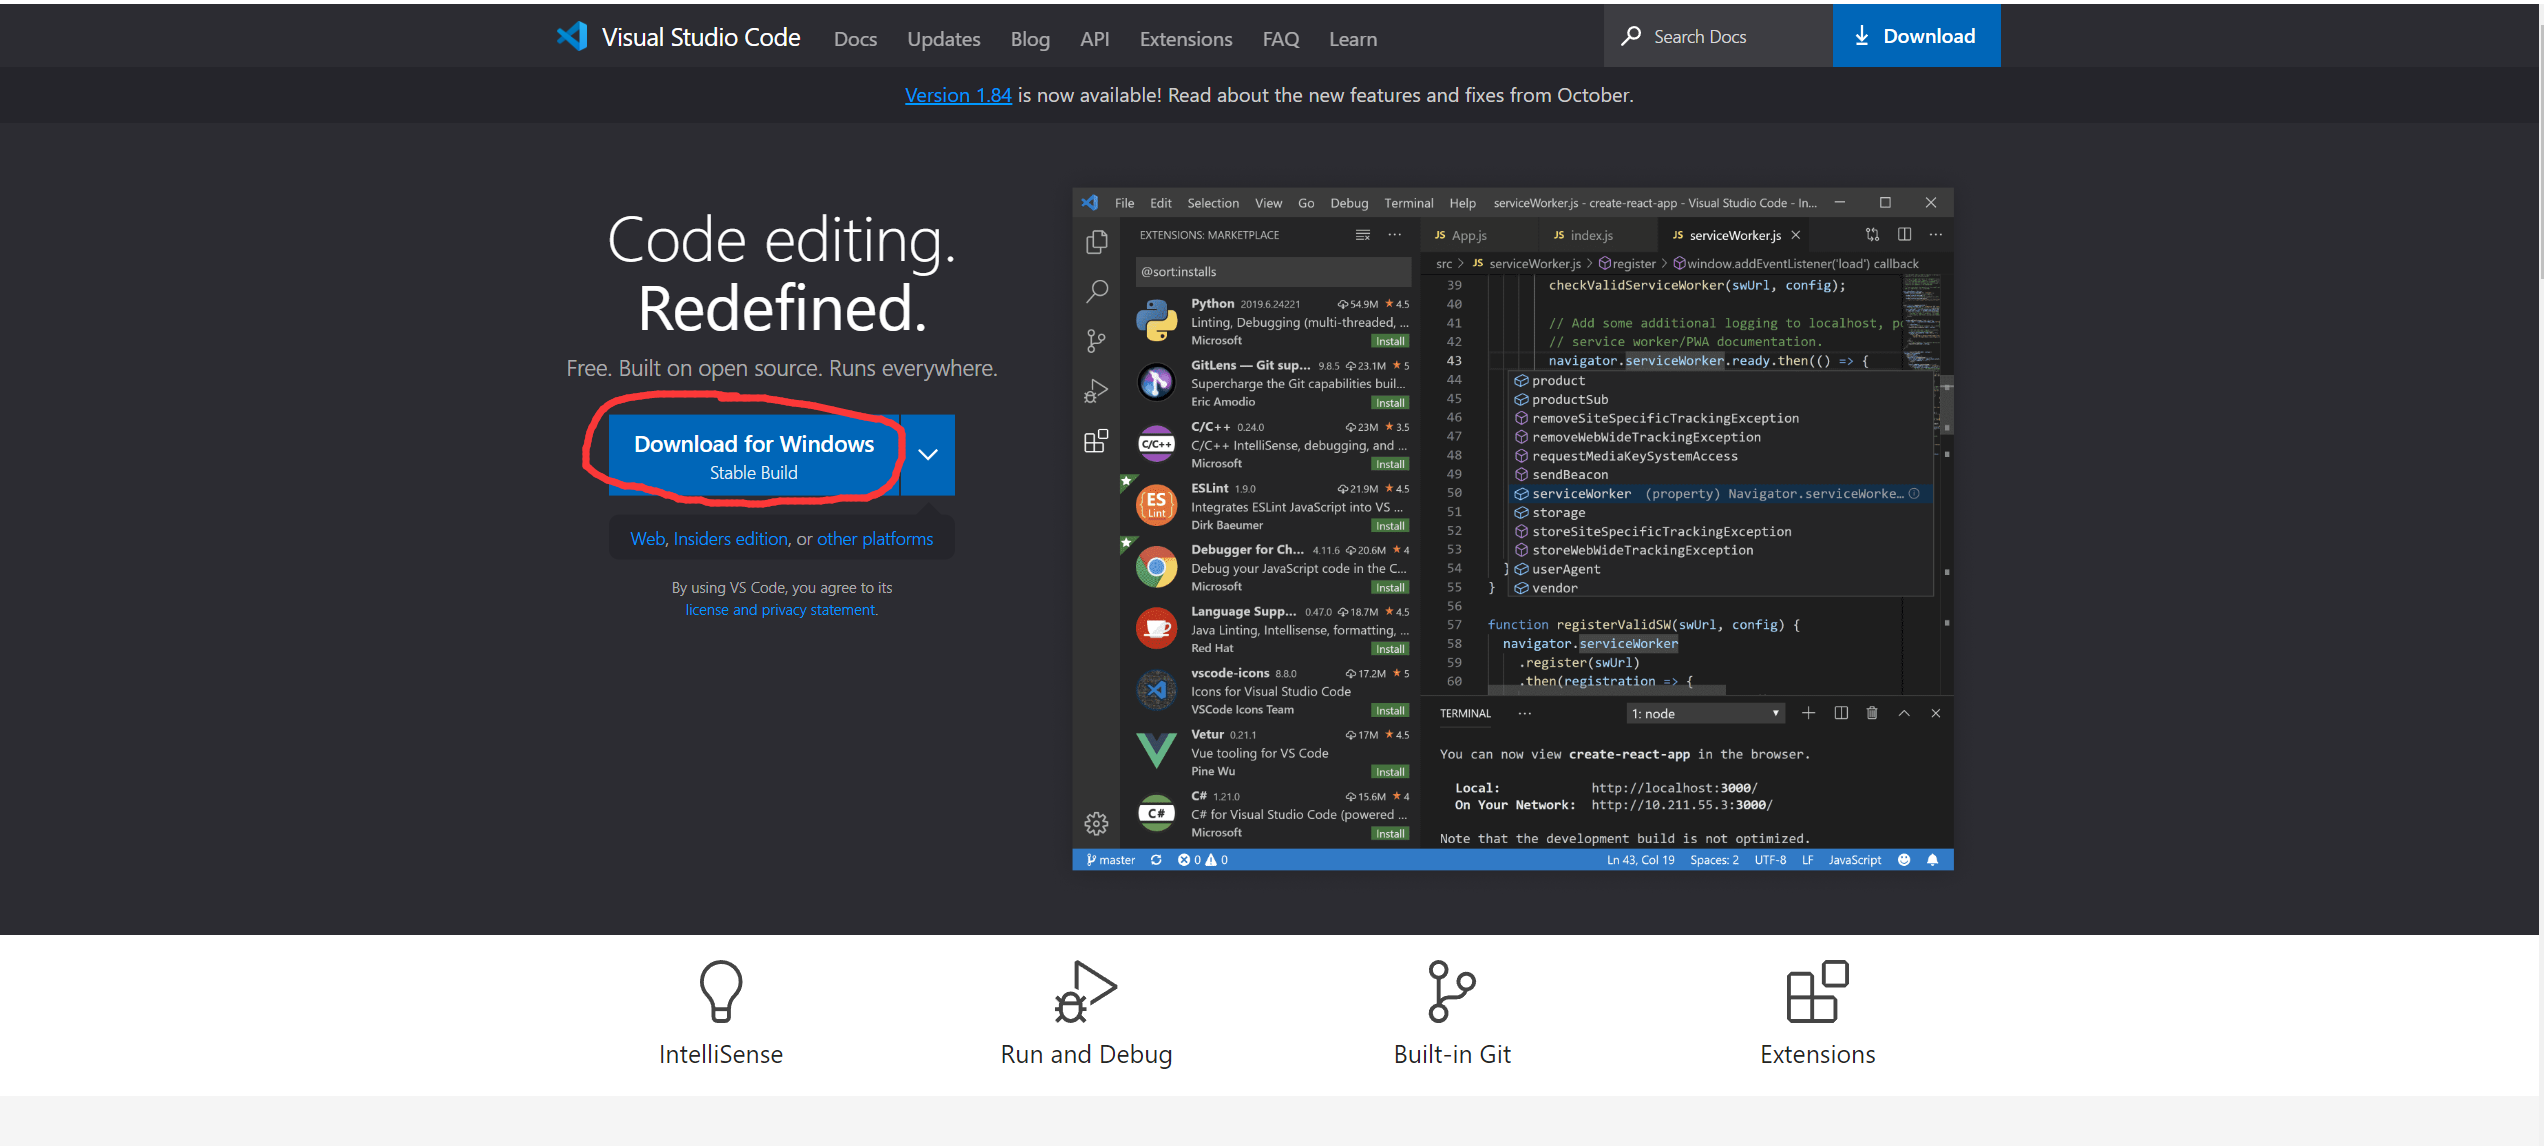 Visual Studio Code Docs Updates Blog API Extensions FAQ Learn Search Docs Download
Version 1.84 is now available! Read about the new features and fixes from October.
Code editing.
Redefined.
Free. Built on open source. Runs everywhere.
Download for Windows
Stable Build
Web, Insiders edition, or other platforms
By using VS Code, you agree to its
license and privacy statement.
File Edit Selection View Go Debug Terminal Help serviceWorker.js - create-react-app - Visual Studio Code - In...
EXTENSIONS: MARKETPLACE
@sort:installs
Python 2019.6.24221 54.9M ★ 4.5
Linting, Debugging (multi-threaded, ...
Microsoft Install
GitLens — Git sup... 9.8.5 23.1M ★ 5
Supercharge the Git capabilities buil...
Eric Amodio Install
C/C++
C/C++ 0.24.0 23M ★ 3.5
C/C++ IntelliSense, debugging, and ...
Microsoft Install
ES
Lint
ESLint 1.9.0 21.9M ★ 4.5
Integrates ESLint JavaScript into VS ...
Dirk Baeumer Install
Debugger for Ch... 4.11.6 20.6M ★ 4
Debug your JavaScript code in the C...
Microsoft Install
Language Supp... 0.47.0 18.7M ★ 4.5
Java Linting, Intellisense, formatting, ...
Red Hat Install
vscode-icons 8.8.0 17.2M ★ 5
Icons for Visual Studio Code
VSCode Icons Team Install
Vetur 0.21.1 17M ★ 4.5
Vue tooling for VS Code
Pine Wu Install
C#
C# 1.21.0 15.6M ★ 4
C# for Visual Studio Code (powered ...
Microsoft Install
JS App.js JS index.js JS serviceWorker.js
src > JS serviceWorker.js > register > window.addEventListener('load') callback
39 checkValidServiceWorker(swUrl, config);
40
41 // Add some additional logging to localhost, p
42 // service worker/PWA documentation.
43 navigator.serviceWorker.ready.then(() => {
44 product
45 productSub
46 removeSiteSpecificTrackingException
47 removeWebWideTrackingException
48 requestMediaKeySystemAccess
49 sendBeacon
50 serviceWorker (property) Navigator.serviceWorke...
51 storage
52 storeSiteSpecificTrackingException
53 storeWebWideTrackingException
54 } userAgent
55 } vendor
56
57 function registerValidSW(swUrl, config) {
58 navigator.serviceWorker
59 .register(swUrl)
60 .then(registration => {
TERMINAL ... 1: node
You can now view create-react-app in the browser.
Local: http://localhost:3000/
On Your Network: http://10.211.55.3:3000/
Note that the development build is not optimized.
master 0 0 Ln 43, Col 19 Spaces: 2 UTF-8 LF JavaScript
IntelliSense Run and Debug Built-in Git Extensions